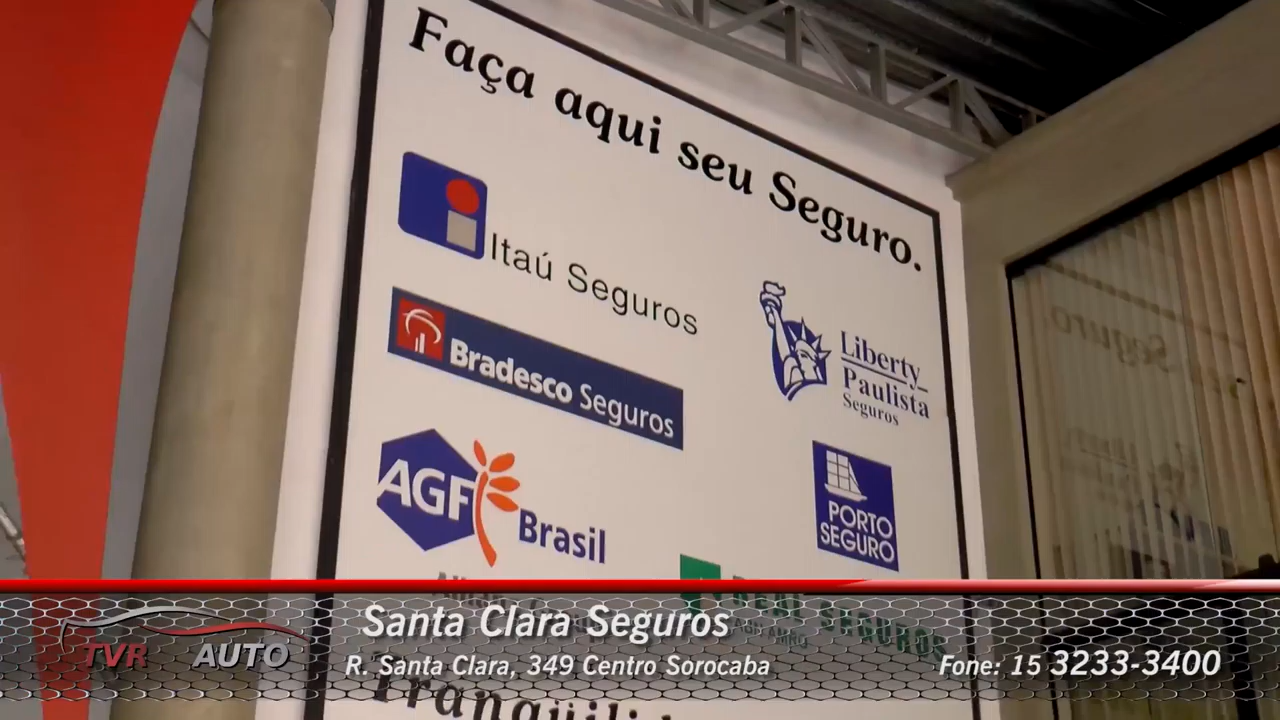 Faça aqui seu Seguro.
Itaú Seguros
Bradesco Seguros
Liberty
Paulista
Seguros
AGF Brasil
PORTO
SEGURO
SEGUROS
Santa Clara Seguros
TVR AUTO
R. Santa Clara, 349 Centro Sorocaba
Fone: 15 3233-3400